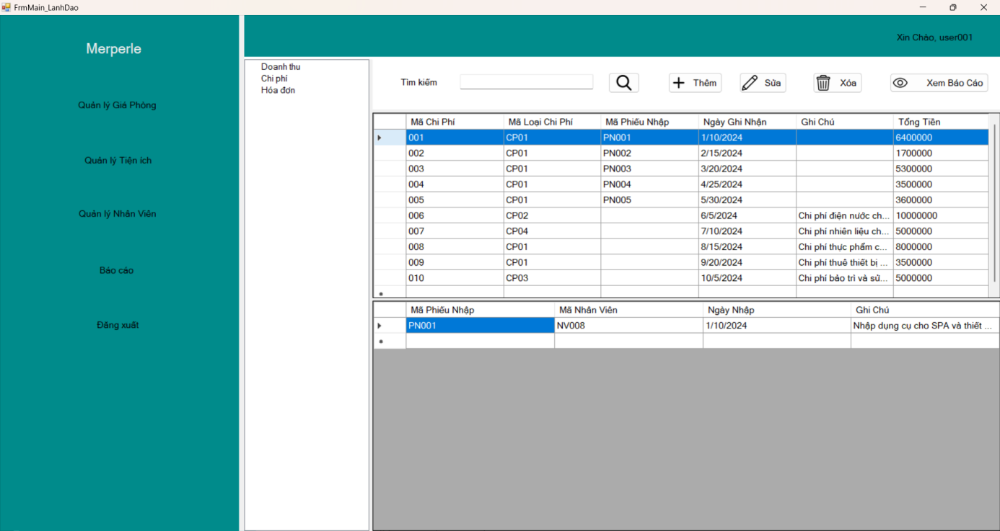 FrmMain_LanhDao
Merperle
Quản lý Giá Phòng
Quản lý Tiện ích
Quản lý Nhân Viên
Báo cáo
Đăng xuất
Xin Chào, user001
Doanh thu
Chi phí
Hóa đơn
Tìm kiếm
Thêm
Sửa
Xóa
Xem Báo Cáo
Mã Chi Phí Mã Loại Chi Phí Mã Phiếu Nhập Ngày Ghi Nhận Ghi Chú Tổng Tiền
001 CP01 PN001 1/10/2024 6400000
002 CP01 PN002 2/15/2024 1700000
003 CP01 PN003 3/20/2024 5300000
004 CP01 PN004 4/25/2024 3500000
005 CP01 PN005 5/30/2024 3600000
006 CP02 6/5/2024 Chi phí điện nước ch... 10000000
007 CP04 7/10/2024 Chi phí nhiên liệu ch... 5000000
008 CP01 8/15/2024 Chi phí thực phẩm c... 8000000
009 CP01 9/20/2024 Chi phí thuê thiết bị ... 3500000
010 CP03 10/5/2024 Chi phí bảo trì và sử... 5000000
Mã Phiếu Nhập Mã Nhân Viên Ngày Nhập Ghi Chú
PN001 NV008 1/10/2024 Nhập dụng cụ cho SPA và thiết ...